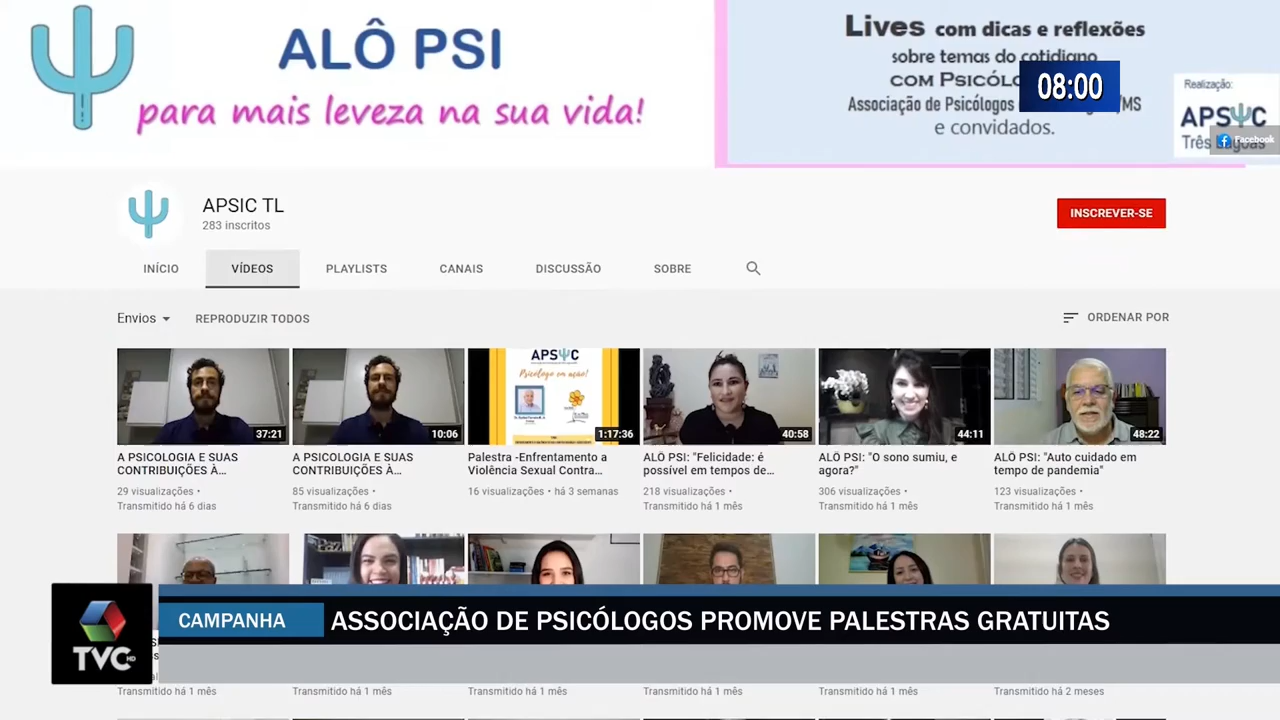 ALÔ PSI
para mais leveza na sua vida!
Lives com dicas e reflexões
sobre temas do cotidiano
COM
Associação de Psicólogos
/MS
e convidados.
08:00
Realização:
APSIC
Três Lagoas
Facebook
APSIC TL
283 inscritos
INSCREVER-SE
INÍCIO VÍDEOS PLAYLISTS CANAIS DISCUSSÃO SOBRE
Envios REPRODUZIR TODOS ORDENAR POR
APSIC
Psicólogo em ação!
37:21 10:06 1:17:36 40:58 44:11 48:22
A PSICOLOGIA E SUAS
CONTRIBUIÇÕES À...
29 visualizações •
Transmitido há 6 dias
A PSICOLOGIA E SUAS
CONTRIBUIÇÕES À...
85 visualizações •
Transmitido há 6 dias
Palestra -Enfrentamento a
Violência Sexual Contra...
16 visualizações • há 3 semanas
ALÔ PSI: "Felicidade: é
possível em tempos de...
218 visualizações •
Transmitido há 1 mês
ALÔ PSI: "O sono sumiu, e
agora?"
306 visualizações •
Transmitido há 1 mês
ALÔ PSI: "Auto cuidado em
tempo de pandemia"
123 visualizações •
Transmitido há 1 mês
CAMPANHA
ASSOCIAÇÃO DE PSICÓLOGOS PROMOVE PALESTRAS GRATUITAS
TVC HD
Transmitido há 1 mês Transmitido há 1 mês Transmitido há 1 mês Transmitido há 1 mês Transmitido há 1 mês Transmitido há 2 meses